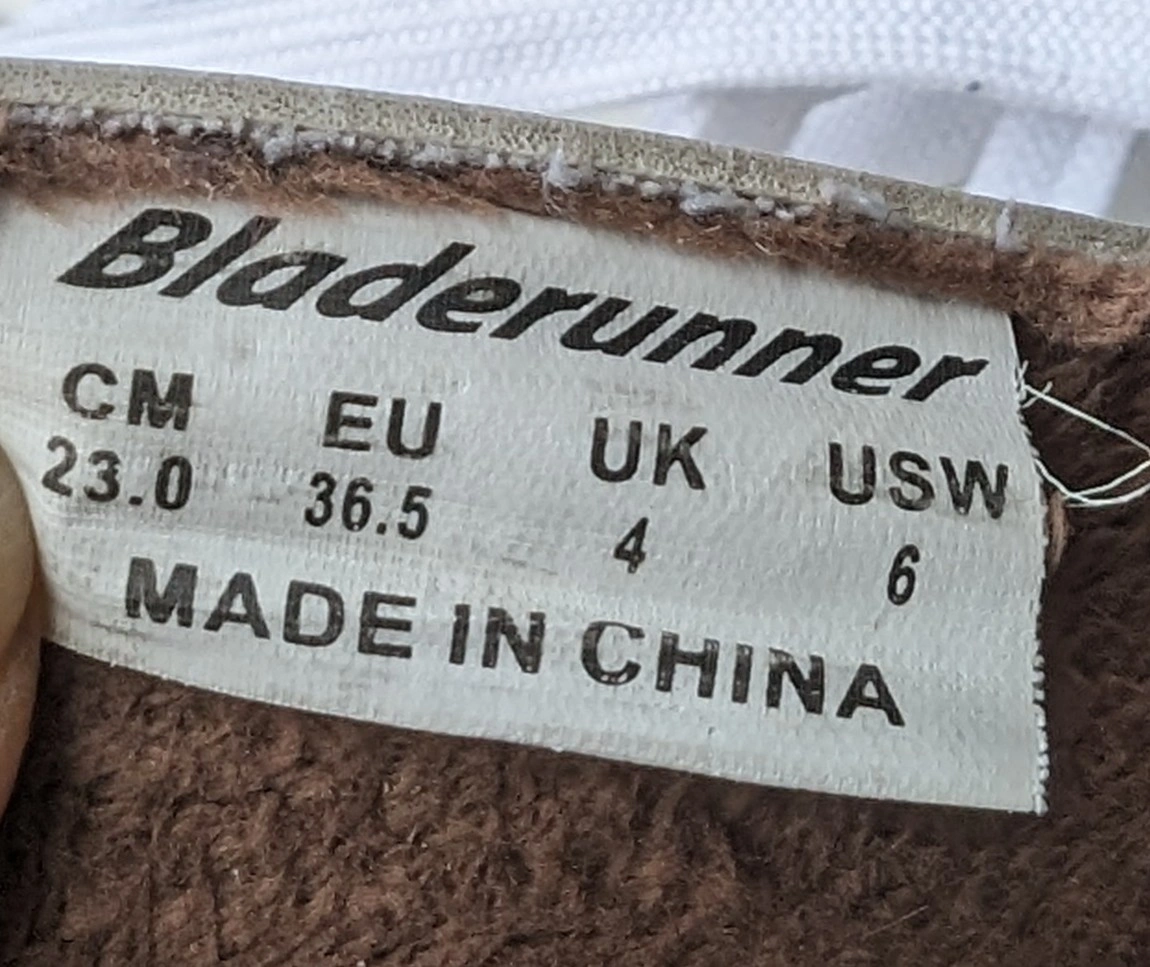 Bladerunner
CM EU UK USW
23.0 36.5 4 6
MADE IN CHINA